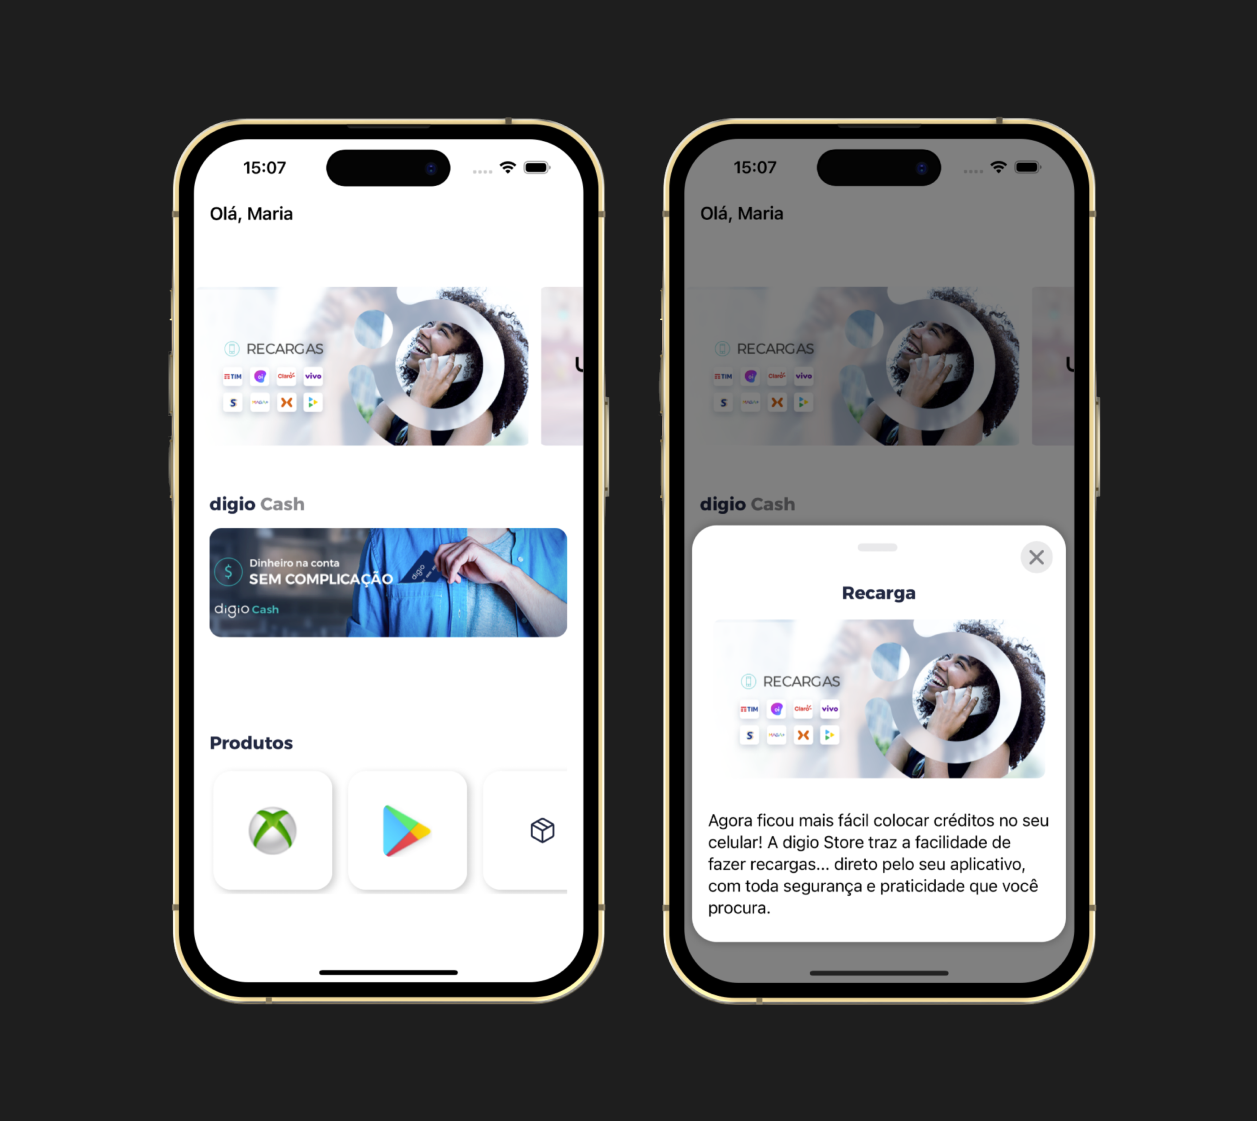 15:07
Olá, Maria
RECARGAS
TIM
oi
Claro
vivo
S
digio Cash
Dinheiro na conta
SEM COMPLICAÇÃO
digio Cash
digio
Produtos
15:07
Olá, Maria
RECARGAS
TIM
Claro
vivo
S
digio Cash
Recarga
RECARGAS
TIM
oi
Claro
vivo
S
Agora ficou mais fácil colocar créditos no seu
celular! A digio Store traz a facilidade de
fazer recargas... direto pelo seu aplicativo,
com toda segurança e praticidade que você
procura.